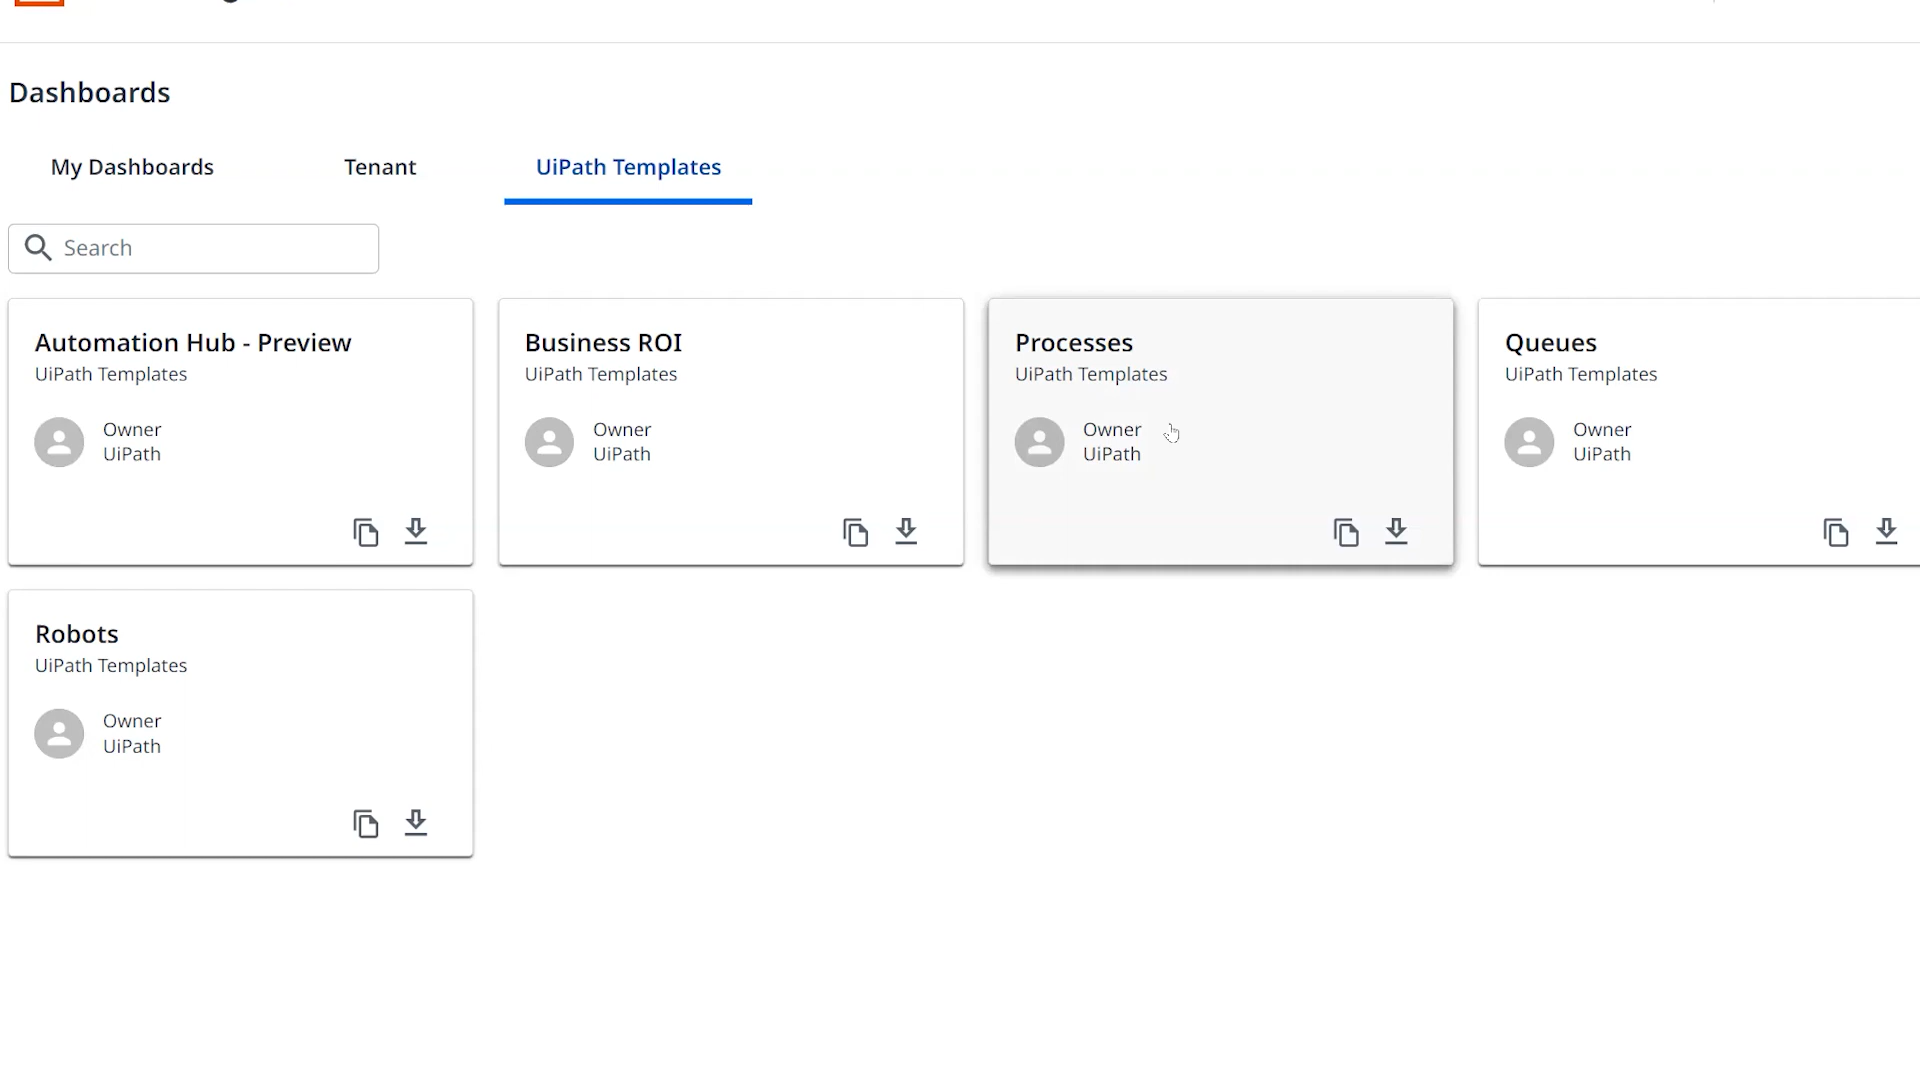 Dashboards
My Dashboards
Tenant
UiPath Templates
Search
Automation Hub - Preview
UiPath Templates
Owner
UiPath
Business ROI
UiPath Templates
Owner
UiPath
Processes
UiPath Templates
Owner
UiPath
Queues
UiPath Templates
Owner
UiPath
Robots
UiPath Templates
Owner
UiPath